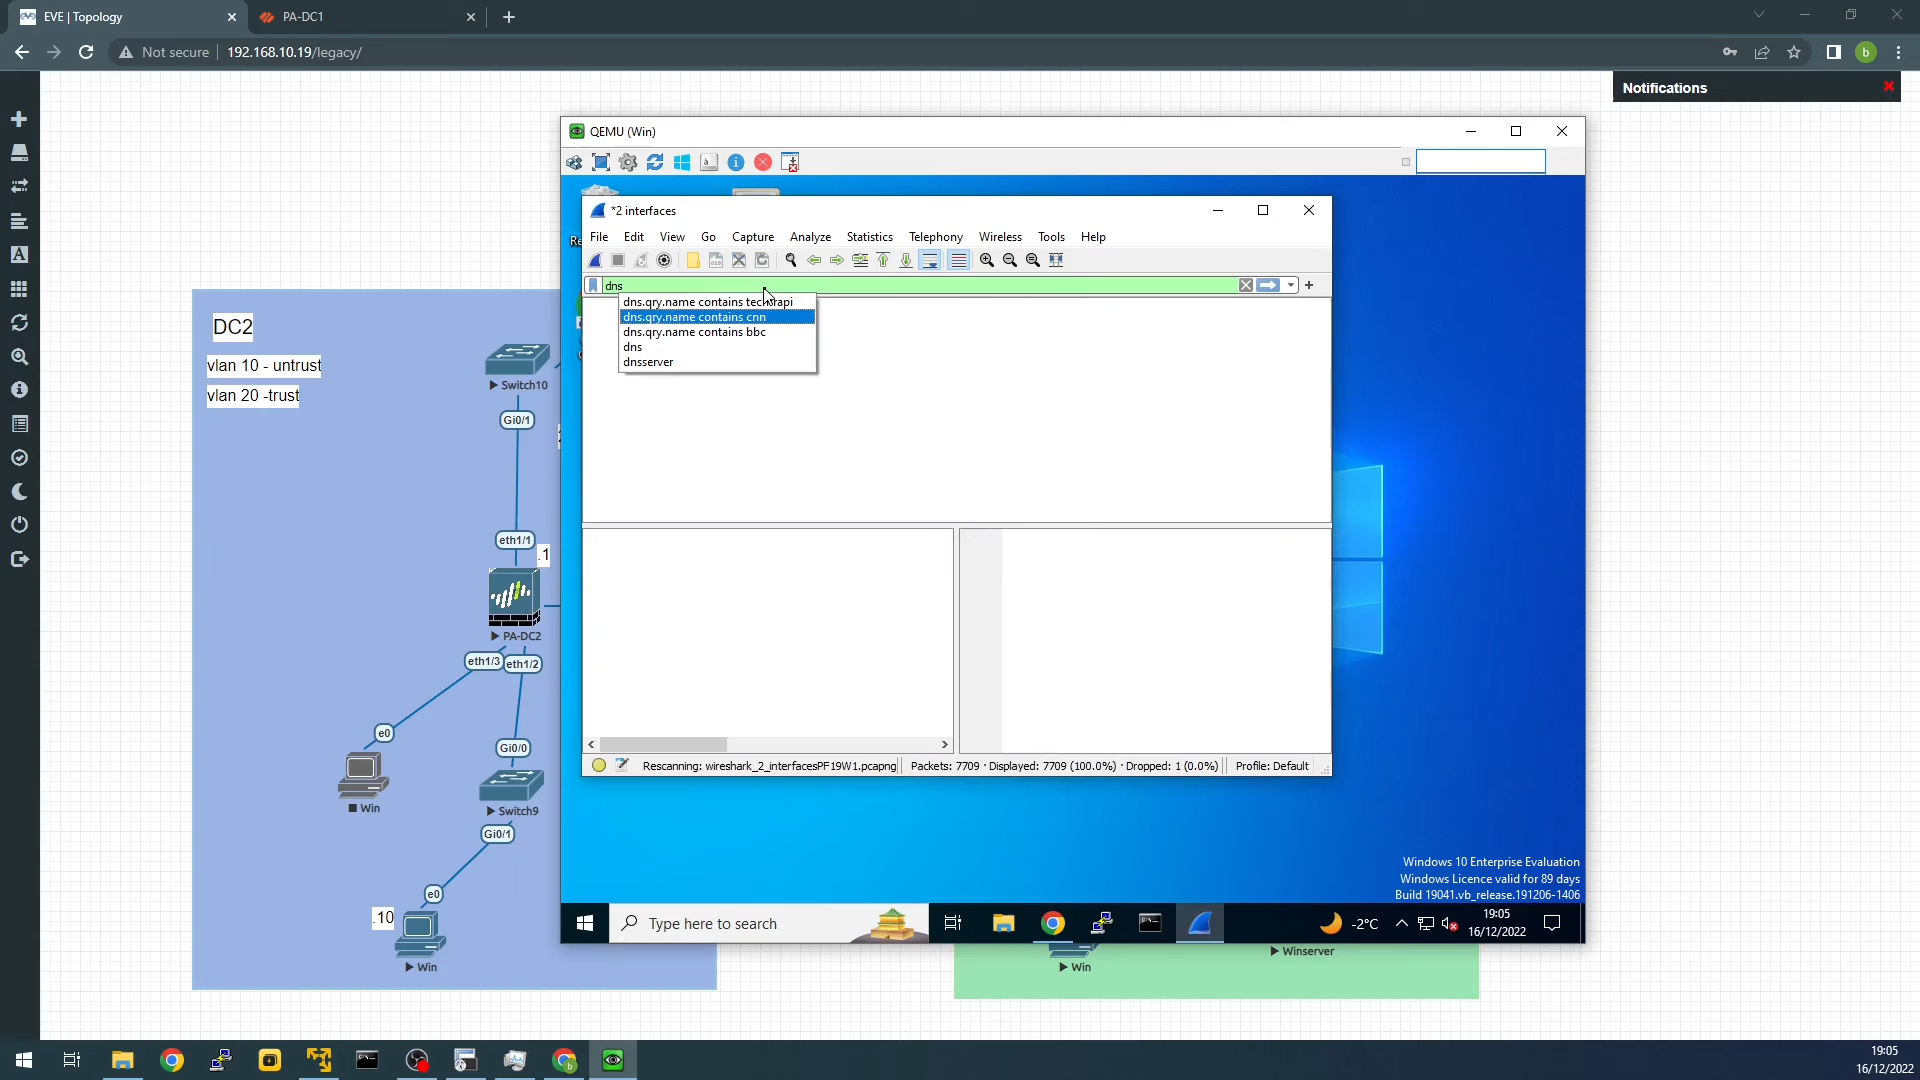 EVE | Topology
PA-DC1
Not secure
192.168.10.19/legacy/
b
Notifications
QEMU (Win)
*2 interfaces
File Edit View Go Capture Analyze Statistics Telephony Wireless Tools Help
dns
dns.qry.name contains
dns.qry.name contains cnn
dns.qry.name contains bbc
dns
dnsserver
DC2
vlan 10 - untrust
vlan 20 -trust
Switch10
Gi0/1
eth1/1
.1
PA-DC2
eth1/3
eth1/2
e0
Gi0/0
Win
Switch9
Gi0/1
e0
.10
Win
Rescanning: wireshark_2_interfacesPF19W1.pcapng
Packets: 7709 · Displayed: 7709 (100.0%) · Dropped: 1 (0.0%)
Profile: Default
Windows 10 Enterprise Evaluation
Windows Licence valid for 89 days
Build 19041.vb_release.191206-1406
Type here to search
-2°C
19:05
16/12/2022
Win
Winserver
19:05
16/12/2022